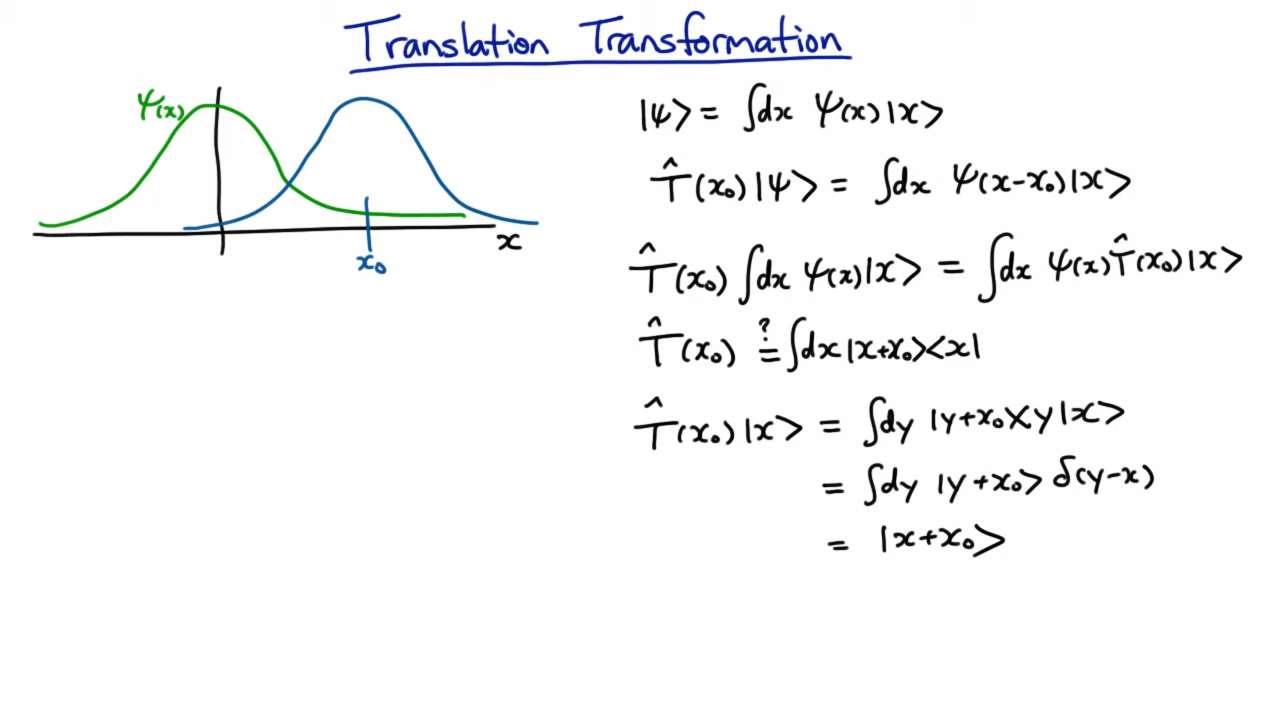 Translation Transformation
ψ(x)
x
x₀
|ψ> = ∫dx ψ(x)|x>
T̂(x₀)|ψ> = ∫dx ψ(x-x₀)|x>
T̂(x₀)∫dx ψ(x)|x> = ∫dx ψ(x)T̂(x₀)|x>
T̂(x₀) ≟ ∫dx|x+x₀><x|
T̂(x₀)|x> = ∫dy |y+x₀><y|x>
= ∫dy |y+x₀> δ(y-x)
= |x+x₀>